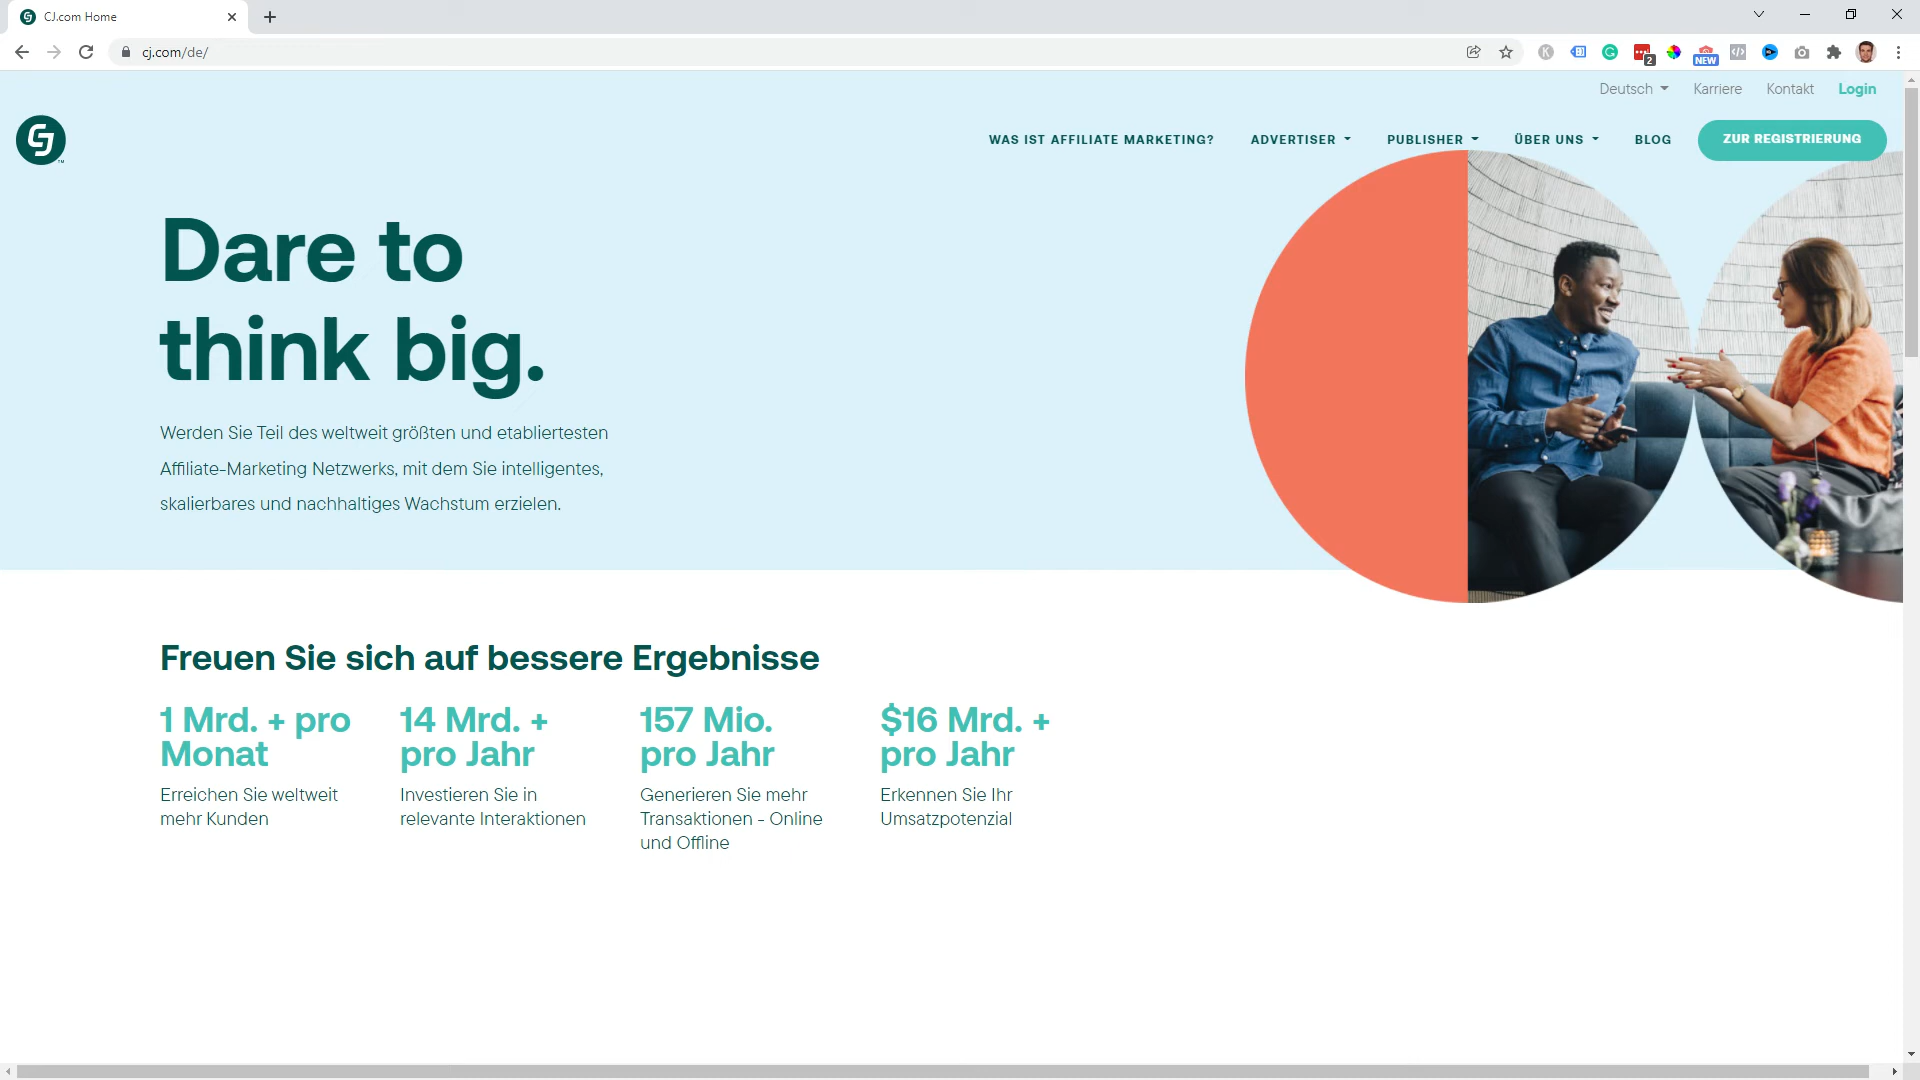 CJ.com Home
cj.com/de/
2
NEW
Deutsch
Karriere
Kontakt
Login
CJ
WAS IST AFFILIATE MARKETING?
ADVERTISER
PUBLISHER
ÜBER UNS
BLOG
ZUR REGISTRIERUNG
Dare to
think big.
Werden Sie Teil des weltweit größten und etabliertesten
Affiliate-Marketing Netzwerks, mit dem Sie intelligentes,
skalierbares und nachhaltiges Wachstum erzielen.
Freuen Sie sich auf bessere Ergebnisse
1 Mrd. + pro
Monat
Erreichen Sie weltweit
mehr Kunden
14 Mrd. +
pro Jahr
Investieren Sie in
relevante Interaktionen
157 Mio.
pro Jahr
Generieren Sie mehr
Transaktionen - Online
und Offline
$16 Mrd. +
pro Jahr
Erkennen Sie Ihr
Umsatzpotenzial